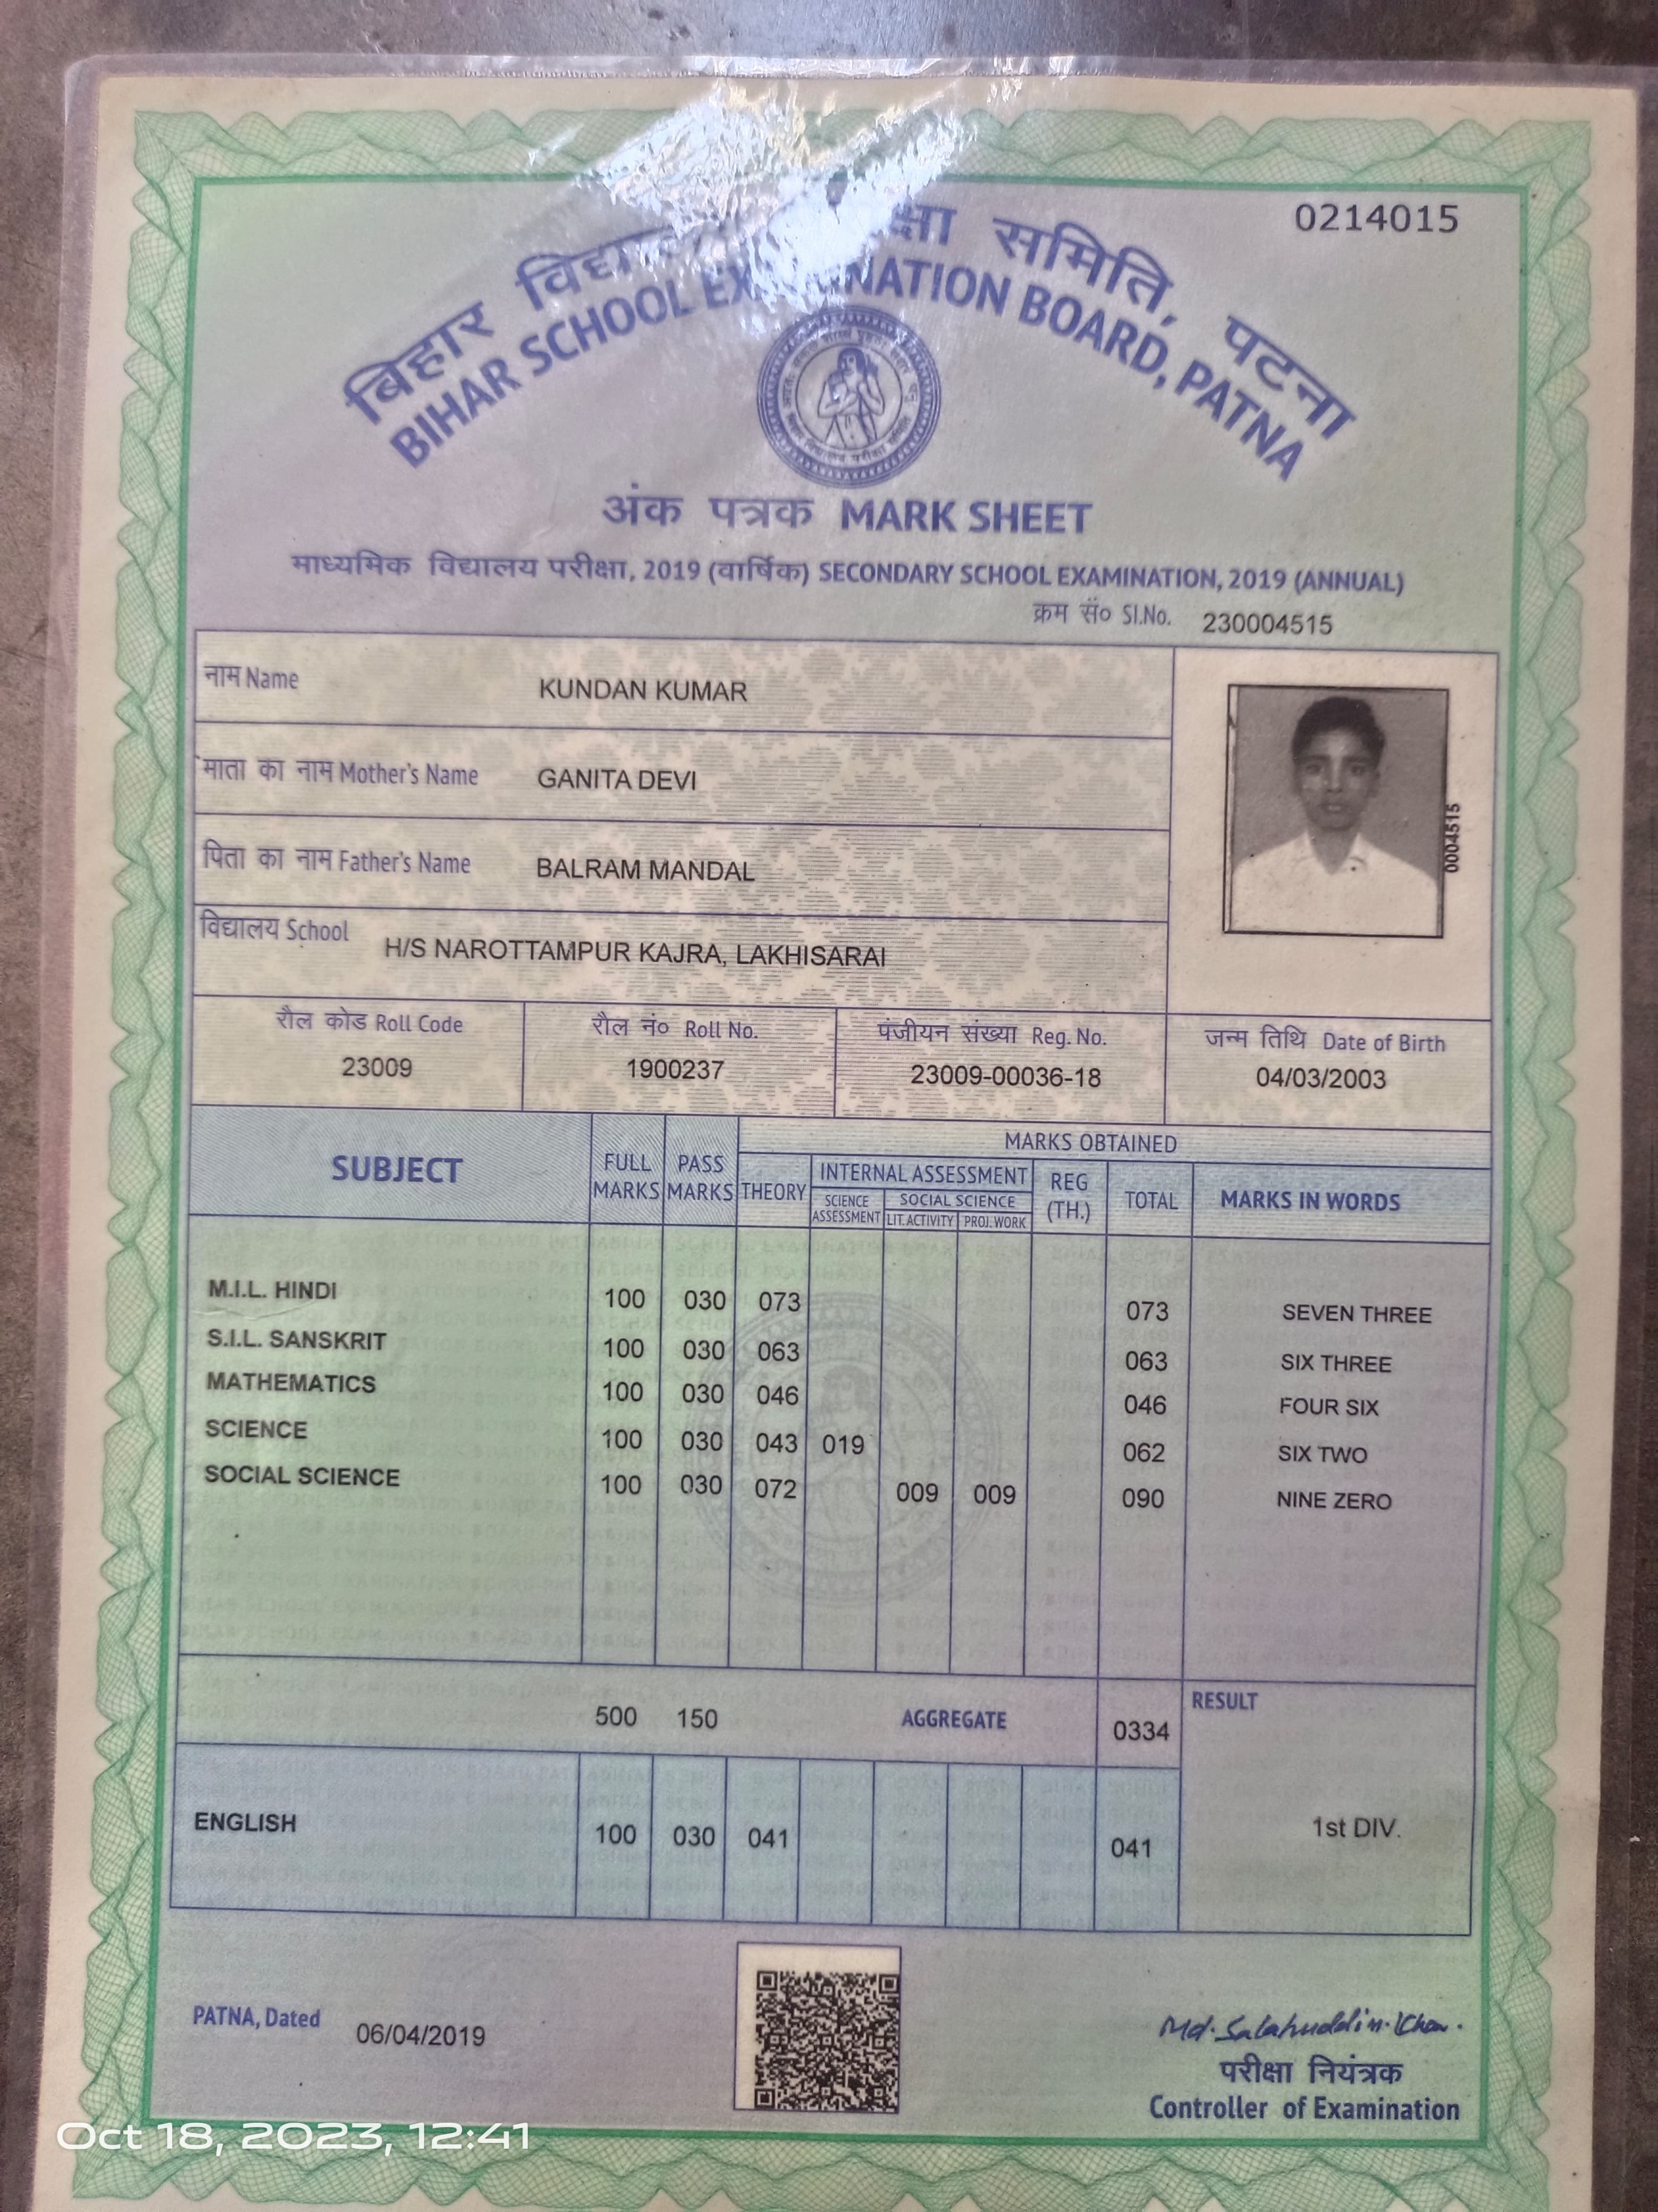 0214015
बिहार समिति, पटना
BIHAR SCHOOL BOARD, PATNA
अंक पत्रक MARK SHEET
माध्यमिक विद्यालय परीक्षा, 2019 (वार्षिक) SECONDARY SCHOOL EXAMINATION, 2019 (ANNUAL)
क्रम सं० Sl.No. 230004515
नाम Name KUNDAN KUMAR
माता का नाम Mother's Name GANITA DEVI
पिता का नाम Father's Name BALRAM MANDAL
विद्यालय School H/S NAROTTAMPUR KAJRA, LAKHISARAI
0004515
रौल कोड Roll Code रौल नं० Roll No. पंजीयन संख्या Reg. No. जन्म तिथि Date of Birth
23009 1900237 23009-00036-18 04/03/2003
SUBJECT FULL MARKS PASS MARKS MARKS OBTAINED
THEORY INTERNAL ASSESSMENT REG (TH.) TOTAL MARKS IN WORDS
SCIENCE ASSESSMENT SOCIAL SCIENCE
LIT. ACTIVITY PROJ. WORK
M.I.L. HINDI 100 030 073 073 SEVEN THREE
S.I.L. SANSKRIT 100 030 063 063 SIX THREE
MATHEMATICS 100 030 046 046 FOUR SIX
SCIENCE 100 030 043 019 062 SIX TWO
SOCIAL SCIENCE 100 030 072 009 009 090 NINE ZERO
500 150 AGGREGATE 0334 RESULT
ENGLISH 100 030 041 041 1st DIV.
PATNA, Dated 06/04/2019
Md. Salahuddin Khan.
परीक्षा नियंत्रक
Controller of Examination
Oct 18, 2023, 12:41